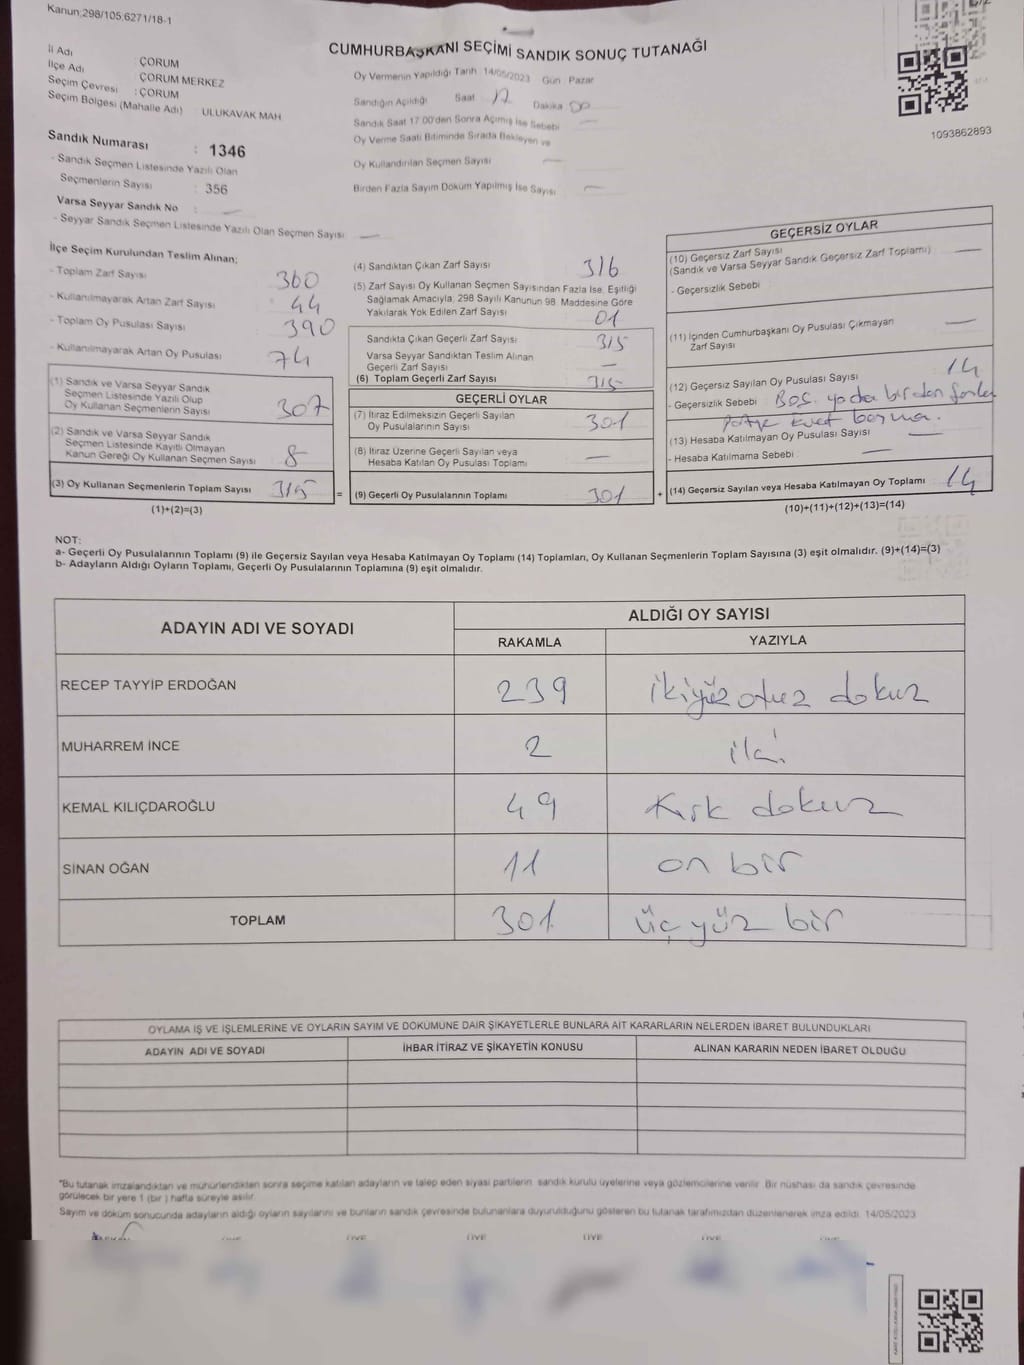 Kanun;298/105;6271/18-1
CUMHURBAŞKANI SEÇİMİ SANDIK SONUÇ TUTANAĞI
İl Adı : ÇORUM
İlçe Adı : ÇORUM MERKEZ
Seçim Çevresi : ÇORUM
Seçim Bölgesi (Mahalle Adı) : ULUKAVAK MAH
Oy Vermenin Yapıldığı Tarih 14/05/2023 Gün Pazar
Sandığın Açıldığı Saat 17 Dakika 00
Sandık Saat 17.00'den Sonra Açımış İse Sebebi —
Oy Verme Saati Bitiminde Sırada Bekleyen ve
Oy Kullandırılan Seçmen Sayısı —
Birden Fazla Sayım Döküm Yapılmış İse Sayısı —
1093862893
Sandık Numarası : 1346
- Sandık Seçmen Listesinde Yazılı Olan
Seçmenlerin Sayısı : 356
Varsa Seyyar Sandık No : —
- Seyyar Sandık Seçmen Listesinde Yazılı Olan Seçmen Sayısı —
İlçe Seçim Kurulundan Teslim Alınan;
- Toplam Zarf Sayısı 360
- Kullanılmayarak Artan Zarf Sayısı 44
- Toplam Oy Pusulası Sayısı 390
- Kullanılmayarak Artan Oy Pusulası 74
(1) Sandık ve Varsa Seyyar Sandık
Seçmen Listesinde Yazılı Olup
Oy Kullanan Seçmenlerin Sayısı 307
(2) Sandık ve Varsa Seyyar Sandık
Seçmen Listesinde Kayıtlı Olmayan
Kanun Gereği Oy Kullanan Seçmen Sayısı 8
(3) Oy Kullanan Seçmenlerin Toplam Sayısı 315 =
(1)+(2)=(3)
(4) Sandıktan Çıkan Zarf Sayısı 316
(5) Zarf Sayısı Oy Kullanan Seçmen Sayısından Fazla İse, Eşitliği
Sağlamak Amacıyla, 298 Sayılı Kanunun 98. Maddesine Göre
Yakılarak Yok Edilen Zarf Sayısı 01
Sandıkta Çıkan Geçerli Zarf Sayısı 315
Varsa Seyyar Sandıktan Teslim Alınan
Geçerli Zarf Sayısı —
(6) Toplam Geçerli Zarf Sayısı 315
GEÇERLİ OYLAR
(7) İtiraz Edilmeksizin Geçerli Sayılan
Oy Pusulalarının Sayısı 301
(8) İtiraz Üzerine Geçerli Sayılan veya
Hesaba Katılan Oy Pusulası Toplamı —
(9) Geçerli Oy Pusulalarının Toplamı 301 +
GEÇERSİZ OYLAR
(10) Geçersiz Zarf Sayısı
(Sandık ve Varsa Seyyar Sandık Geçersiz Zarf Toplamı) —
- Geçersizlik Sebebi
(11) İçinden Cumhurbaşkanı Oy Pusulası Çıkmayan
Zarf Sayısı —
(12) Geçersiz Sayılan Oy Pusulası Sayısı 14
- Geçersizlik Sebebi : Boş ya da birden fazla
Evet basma.
(13) Hesaba Katılmayan Oy Pusulası Sayısı —
- Hesaba Katılmama Sebebi —
(14) Geçersiz Sayılan veya Hesaba Katılmayan Oy Toplamı 14
(10)+(11)+(12)+(13)=(14)
NOT:
a- Geçerli Oy Pusulalarının Toplamı (9) ile Geçersiz Sayılan veya Hesaba Katılmayan Oy Toplamı (14) Toplamları, Oy Kullanan Seçmenlerin Toplam Sayısına (3) eşit olmalıdır. (9)+(14)=(3)
b- Adayların Aldığı Oyların Toplamı, Geçerli Oy Pusulalarının Toplamına (9) eşit olmalıdır.
ADAYIN ADI VE SOYADI
ALDIĞI OY SAYISI
RAKAMLA YAZIYLA
RECEP TAYYİP ERDOĞAN 239 ikiyüz otuz dokuz
MUHARREM İNCE 2 iki
KEMAL KILIÇDAROĞLU 49 Kırk dokuz
SİNAN OĞAN 11 on bir
TOPLAM 301 üç yüz bir
OYLAMA İŞ VE İŞLEMLERİNE VE OYLARIN SAYIM VE DÖKÜMÜNE DAİR ŞİKAYETLERLE BUNLARA AİT KARARLARIN NELERDEN İBARET BULUNDUKLARI
ADAYIN ADI VE SOYADI İHBAR İTİRAZ VE ŞİKAYETİN KONUSU ALINAN KARARIN NEDEN İBARET OLDUĞU
"Bu tutanak imzalandıktan ve mühürlendikten sonra seçime katılan adayların ve talep eden siyasi partilerin, sandık kurulu üyelerine veya gözlemcilerine verilir. Bir nüshası da sandık çevresinde
görülecek bir yere 1 (bir ) hafta süreyle asılır.
Sayım ve döküm sonucunda adayların aldığı oyların sayılarını ve bunların sandık çevresinde bulunanlara duyurulduğunu gösteren bu tutanak tarafımızdan düzenlenerek imza edildi. 14/05/2023